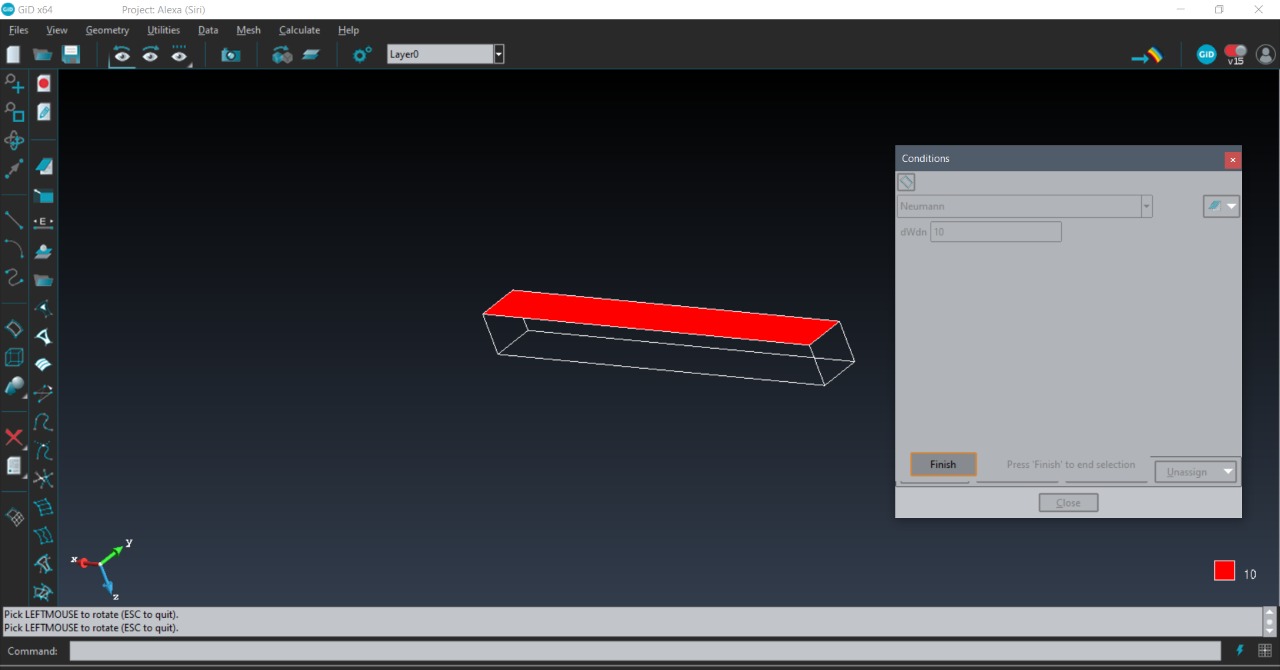 GiD GiD x64 Project: Alexa (Siri)
Files View Geometry Utilities Data Mesh Calculate Help
Layer0 GiD v15
E
Conditions
Neumann
dWdn 10
Finish Press 'Finish' to end selection Unassign
Close
x y z
10
Pick LEFTMOUSE to rotate (ESC to quit).
Pick LEFTMOUSE to rotate (ESC to quit).
Command: